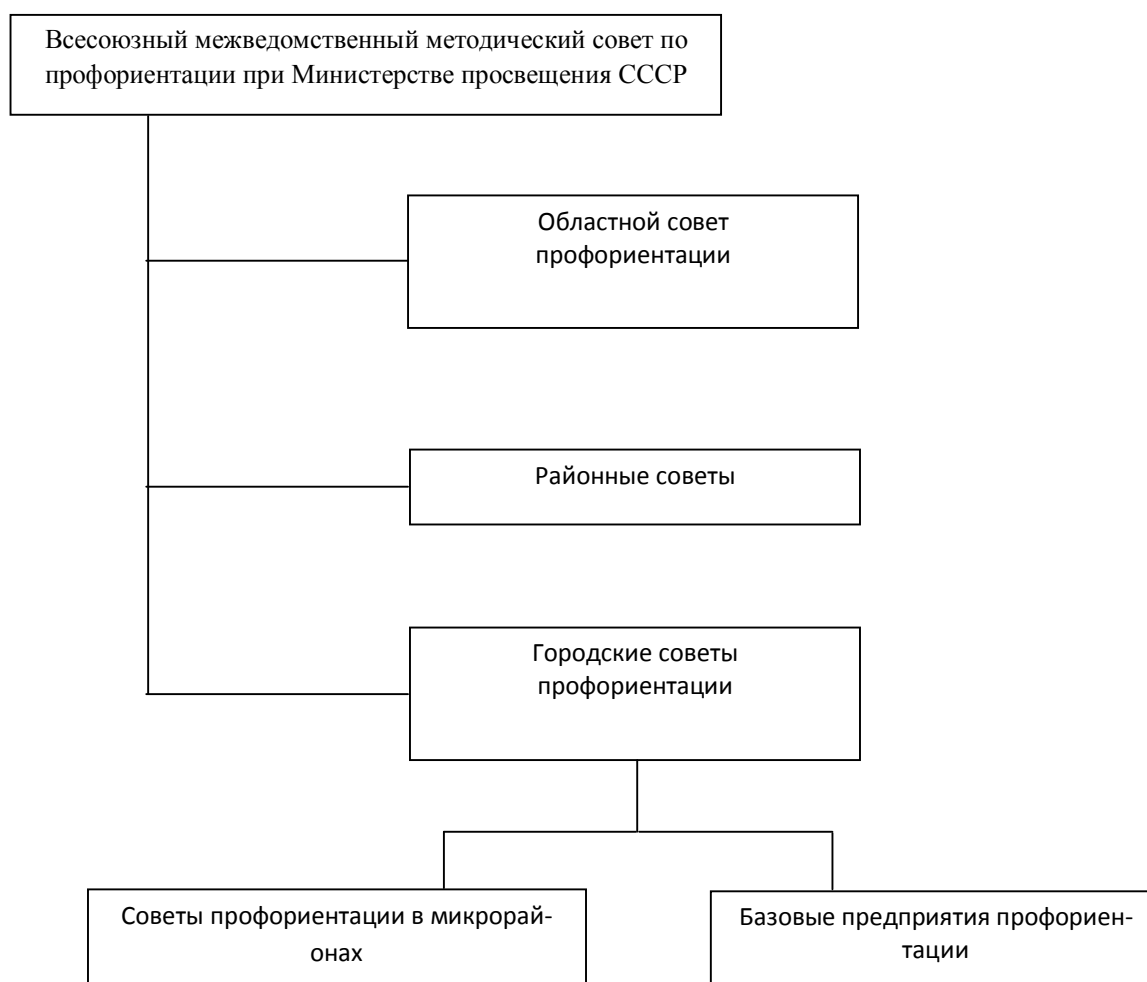 Всесоюзный межведомственный методический совет по
профориентации при Министерстве просвещения СССР
Областной совет
профориентации
Районные советы
Городские советы
профориентации
Советы профориентации в микрорай-
онах
Базовые предприятия профориен-
тации